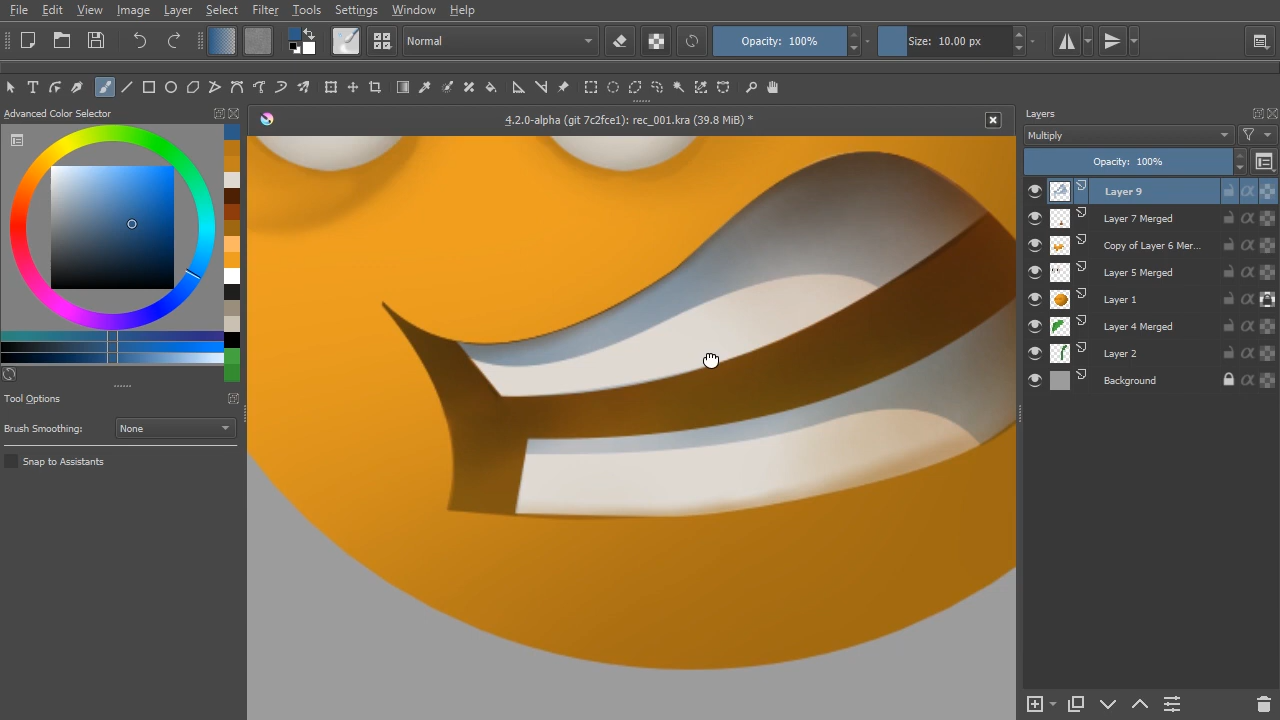 File Edit View Image Layer Select Filter Tools Settings Window Help
Normal Opacity: 100% Size: 10.00 px
Advanced Color Selector
4.2.0-alpha (git 7c2fce1): rec_001.kra (39.8 MiB) *
Tool Options
Brush Smoothing: None
Snap to Assistants
Layers
Multiply
Opacity: 100%
Layer 9
Layer 7 Merged
Copy of Layer 6 Mer...
Layer 5 Merged
Layer 1
Layer 4 Merged
Layer 2
Background